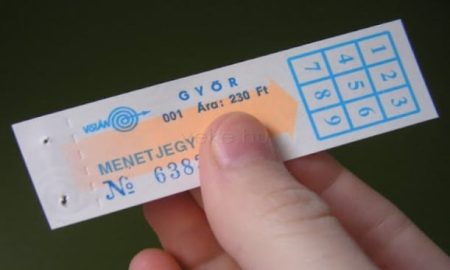 GYŐR
VOLÁN 001 Ára: 230 Ft
MENETJEGY
№ 638
7 4 1
8 5 2
9 6 3